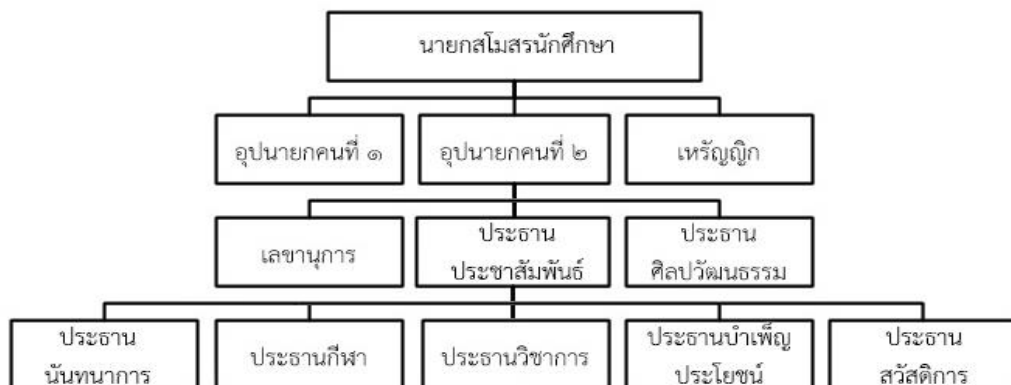 นายกสโมสรนักศึกษา
อุปนายกคนที่ ๑
อุปนายกคนที่ ๒
เหรัญญิก
เลขานุการ
ประธาน
ประชาสัมพันธ์
ประธาน
ศิลปวัฒนธรรม
ประธาน
นันทนาการ
ประธานกีฬา
ประธานวิชาการ
ประธานบำเพ็ญ
ประโยชน์
ประธาน
สวัสดิการ